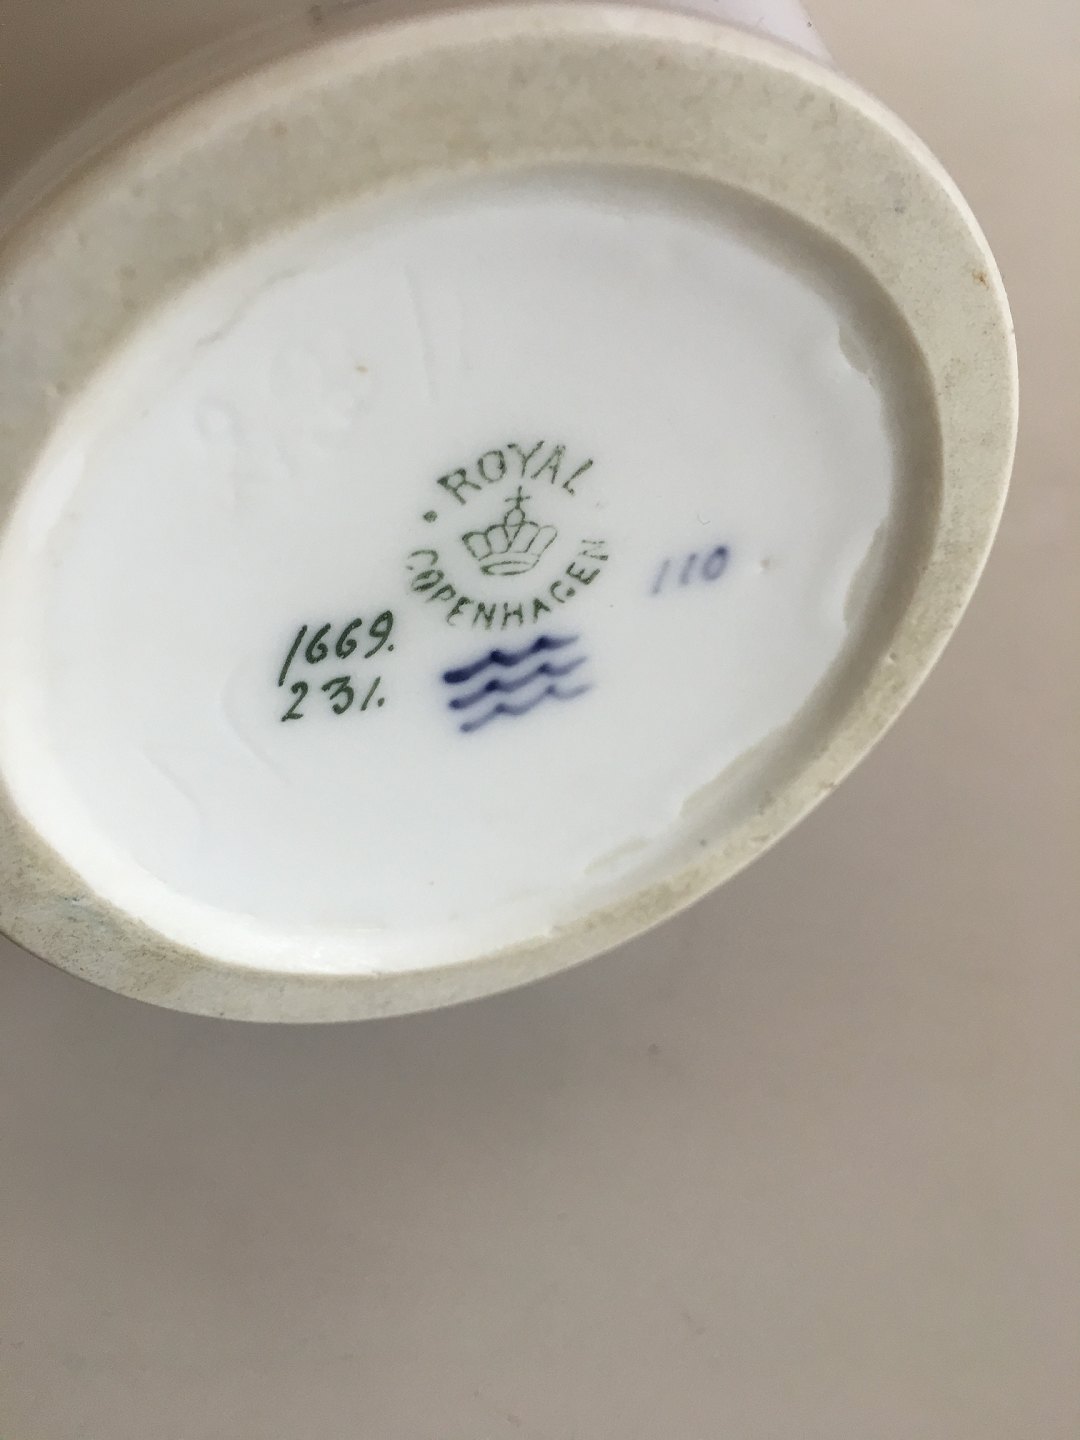 ROYAL
COPENHAGEN
110
1669.
231.